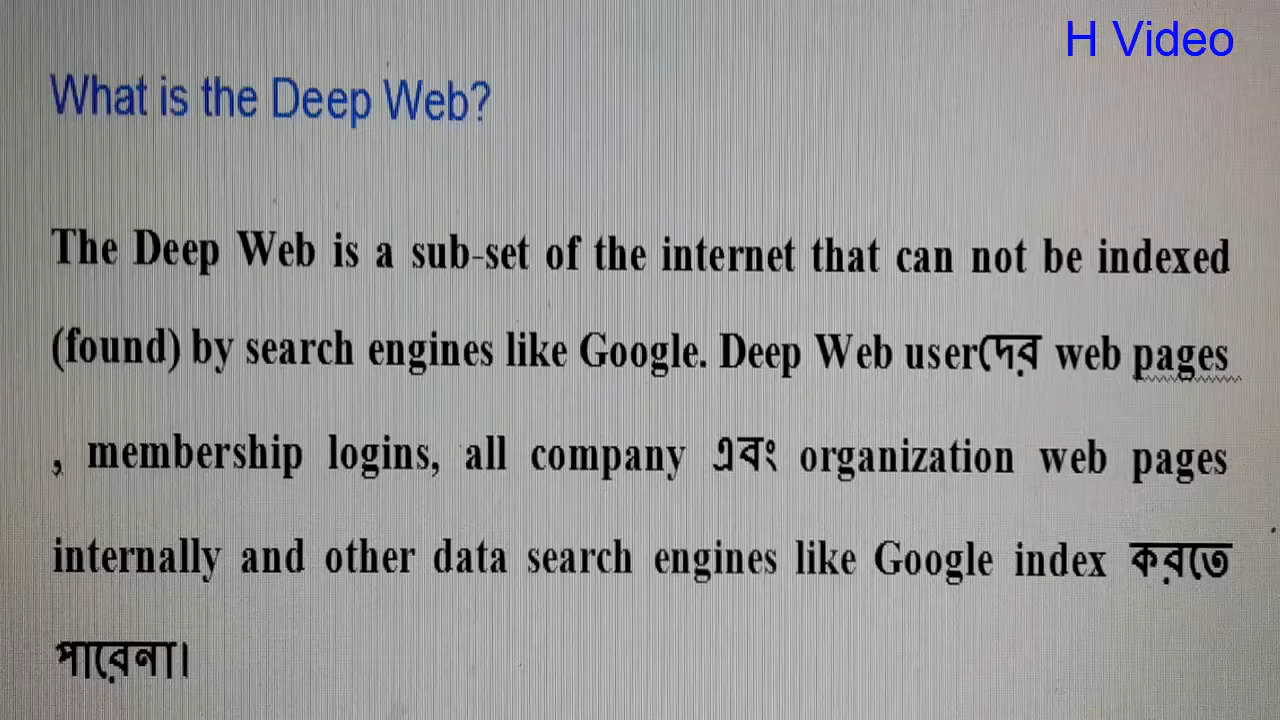 H Video
What is the Deep Web?
The Deep Web is a sub-set of the internet that can not be indexed
(found) by search engines like Google. Deep Web userদের web pages
, membership logins, all company এবং organization web pages
internally and other data search engines like Google index করতে
পারেনা।